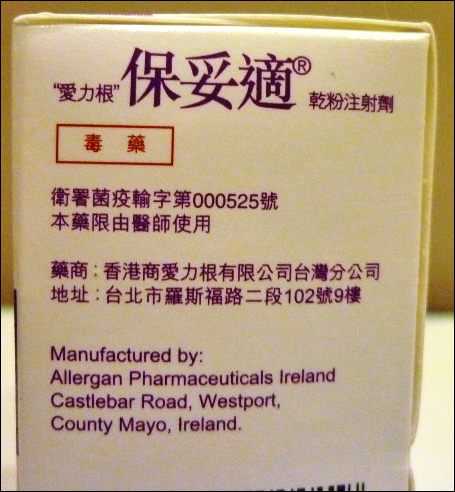 “愛力根” 保妥適® 乾粉注射劑
毒 藥
衛署菌疫輸字第000525號
本藥限由醫師使用
藥商：香港商愛力根有限公司台灣分公司
地址：台北市羅斯福路二段102號9樓
Manufactured by:
Allergan Pharmaceuticals Ireland
Castlebar Road, Westport,
County Mayo, Ireland.